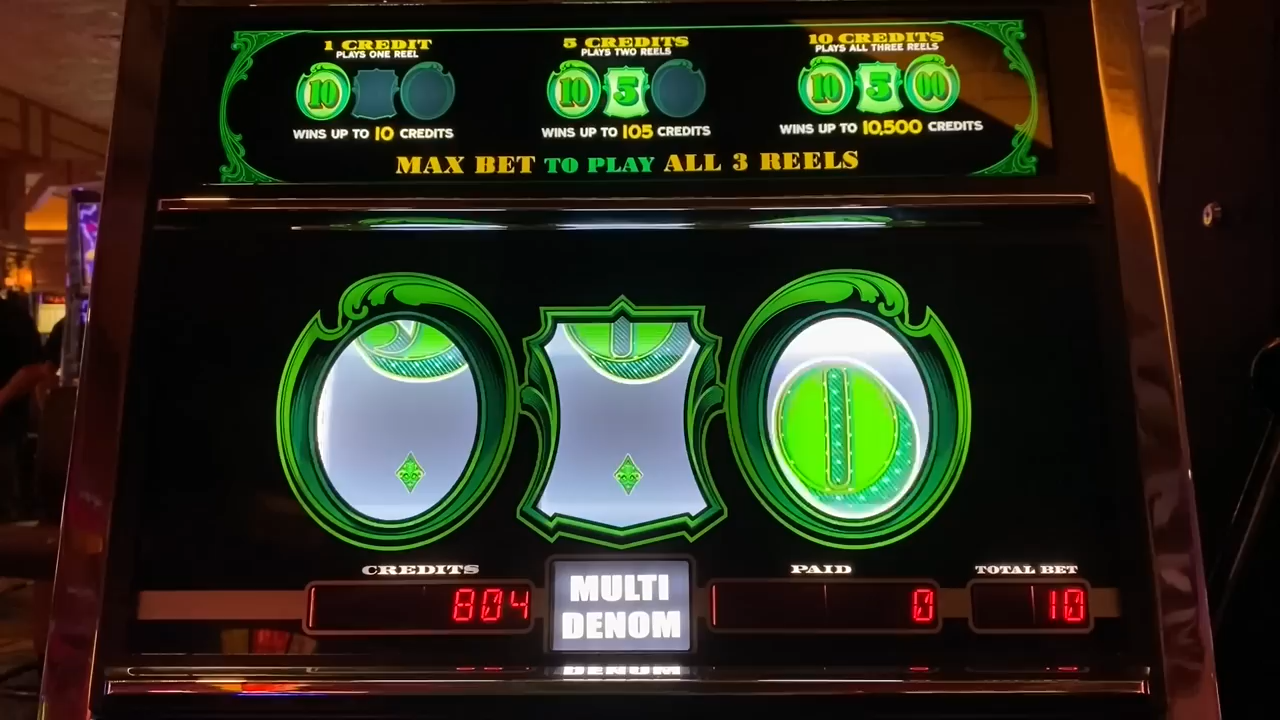 1 CREDIT
PLAYS ONE REEL
10
WINS UP TO 10 CREDITS
5 CREDITS
PLAYS TWO REELS
10 5
WINS UP TO 105 CREDITS
10 CREDITS
PLAYS ALL THREE REELS
10 5 00
WINS UP TO 10,500 CREDITS
MAX BET TO PLAY ALL 3 REELS
CREDITS
804
MULTI
DENOM
PAID
0
TOTAL BET
10